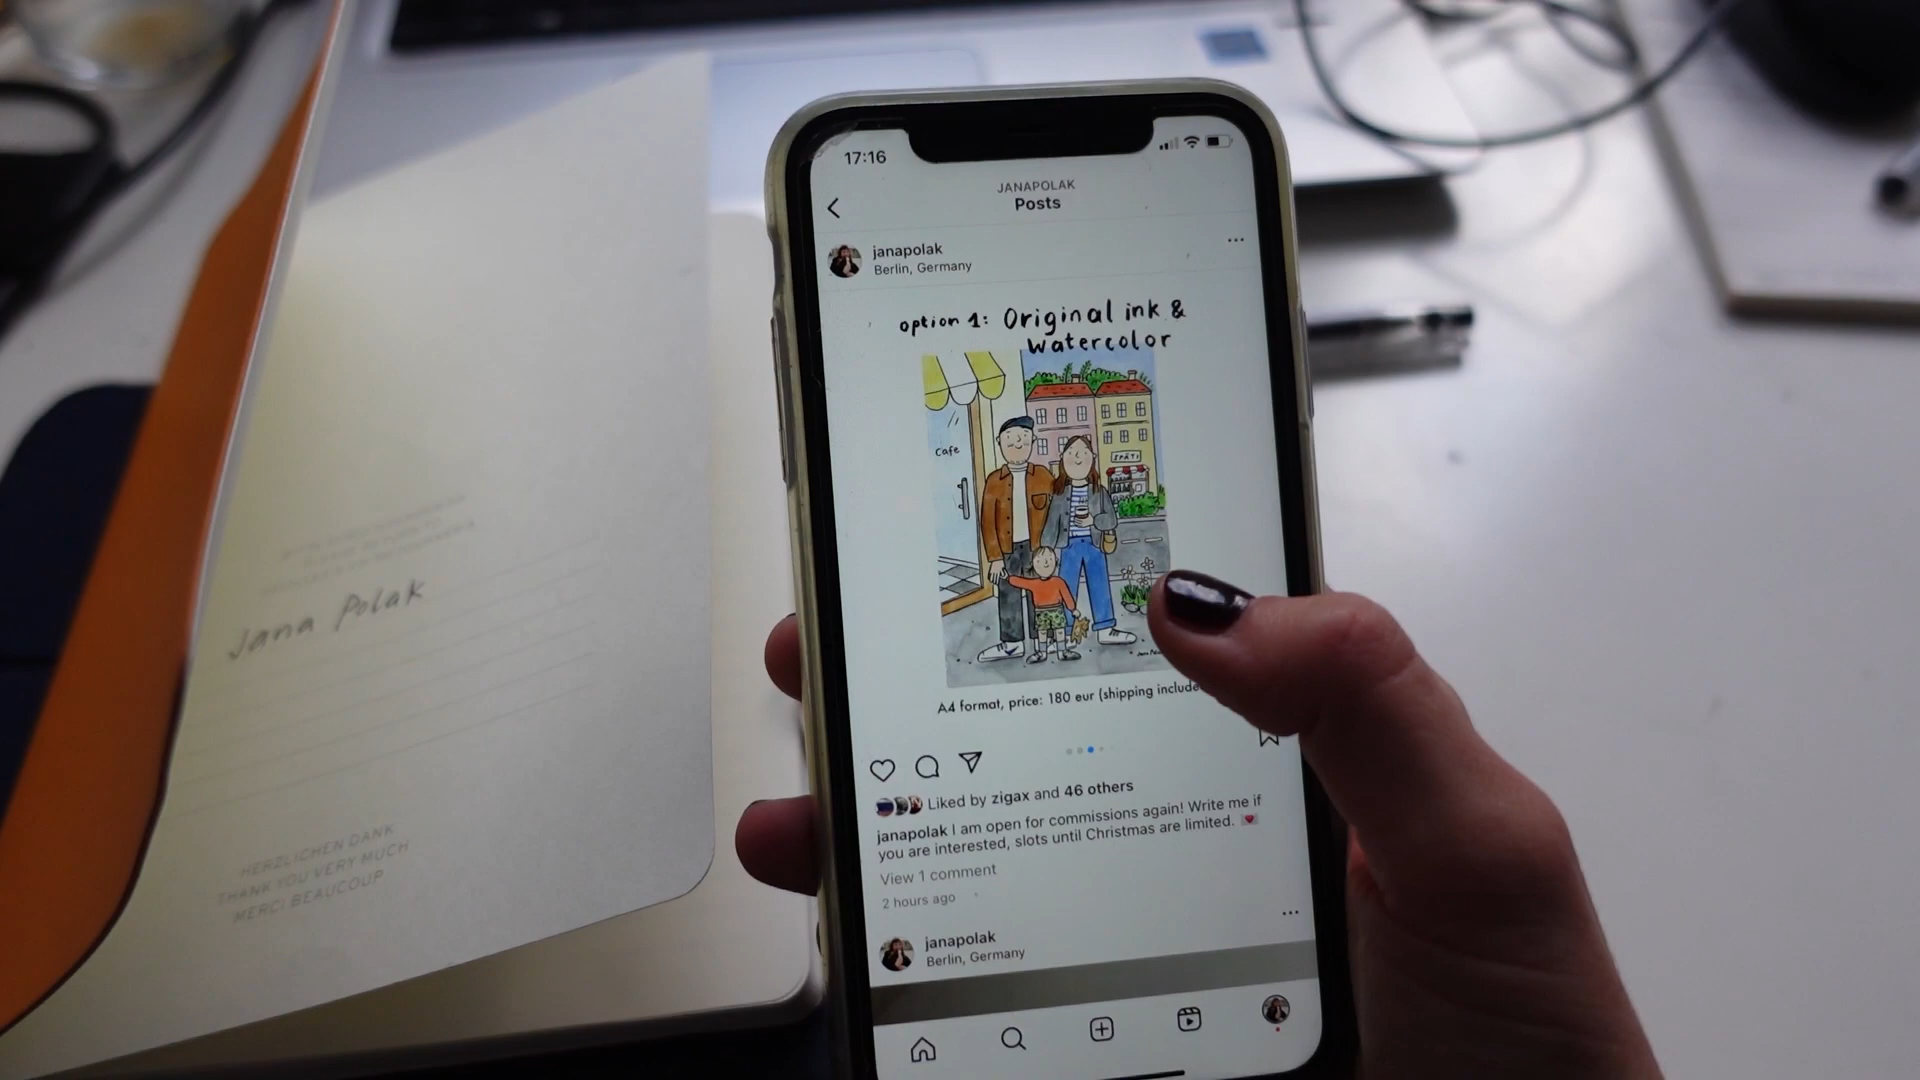 17:16
JANAPOLAK
Posts
janapolak
Berlin, Germany
option 1: Original ink &
watercolor
Cafe
SPÄTI
A4 format, price: 180 eur (shipping
Liked by zigax and 46 others
janapolak I am open for commissions again! Write me if
you are interested, slots until Christmas are limited. 💌
View 1 comment
2 hours ago
janapolak
Berlin, Germany
Jana Polak
HERZLICHEN DANK
THANK YOU VERY MUCH
MERCI BEAUCOUP